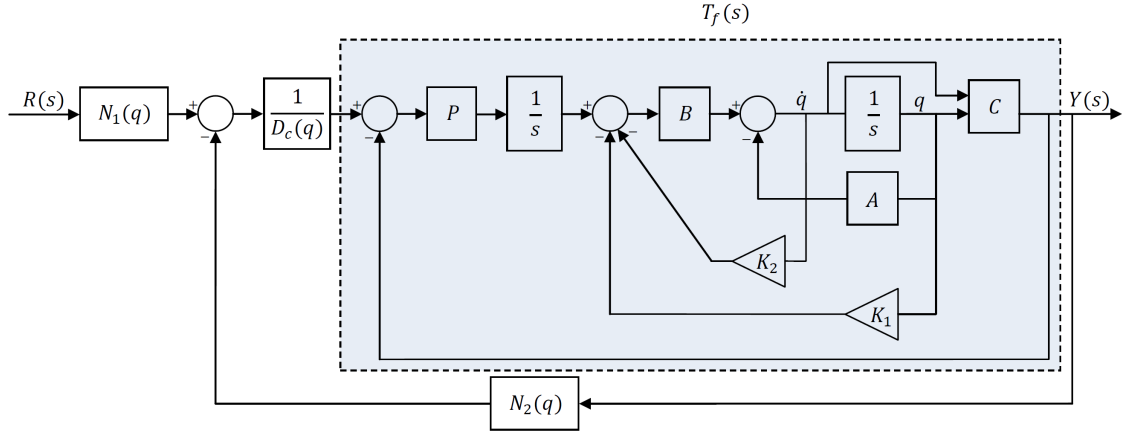 T_f(s)
R(s)
N_1(q)
+
−
1
D_c(q)
+
−
P
1
s
+
−
−
B
+
−
q̇
1
s
q
C
Y(s)
A
K_2
K_1
N_2(q)